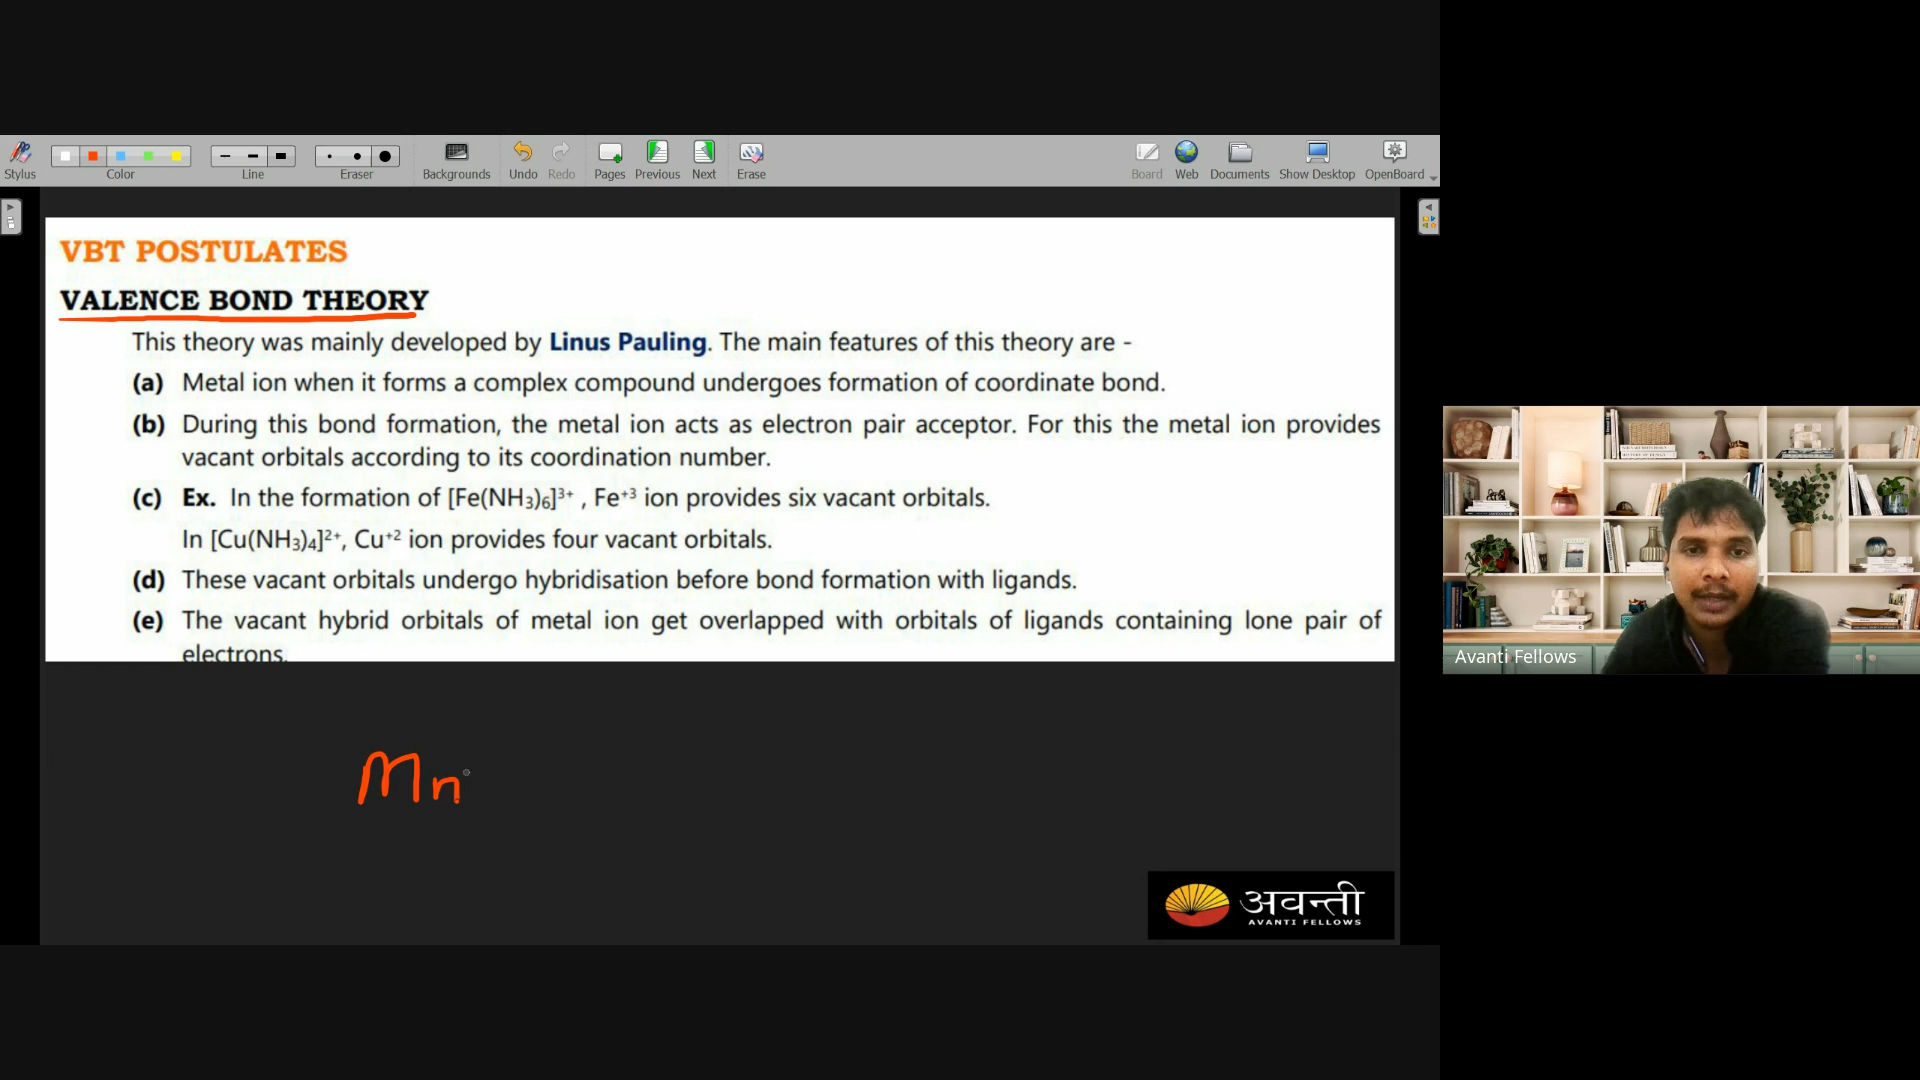 Stylus Color Line Eraser Backgrounds Undo Redo Pages Previous Next Erase Board Web Documents Show Desktop OpenBoard
VBT POSTULATES
VALENCE BOND THEORY
This theory was mainly developed by Linus Pauling. The main features of this theory are -
(a) Metal ion when it forms a complex compound undergoes formation of coordinate bond.
(b) During this bond formation, the metal ion acts as electron pair acceptor. For this the metal ion provides
vacant orbitals according to its coordination number.
(c) Ex. In the formation of [Fe(NH₃)₆]³⁺ , Fe⁺³ ion provides six vacant orbitals.
In [Cu(NH₃)₄]²⁺, Cu⁺² ion provides four vacant orbitals.
(d) These vacant orbitals undergo hybridisation before bond formation with ligands.
(e) The vacant hybrid orbitals of metal ion get overlapped with orbitals of ligands containing lone pair of
electrons.
Mn
अवन्ती
AVANTI FELLOWS
Avanti Fellows